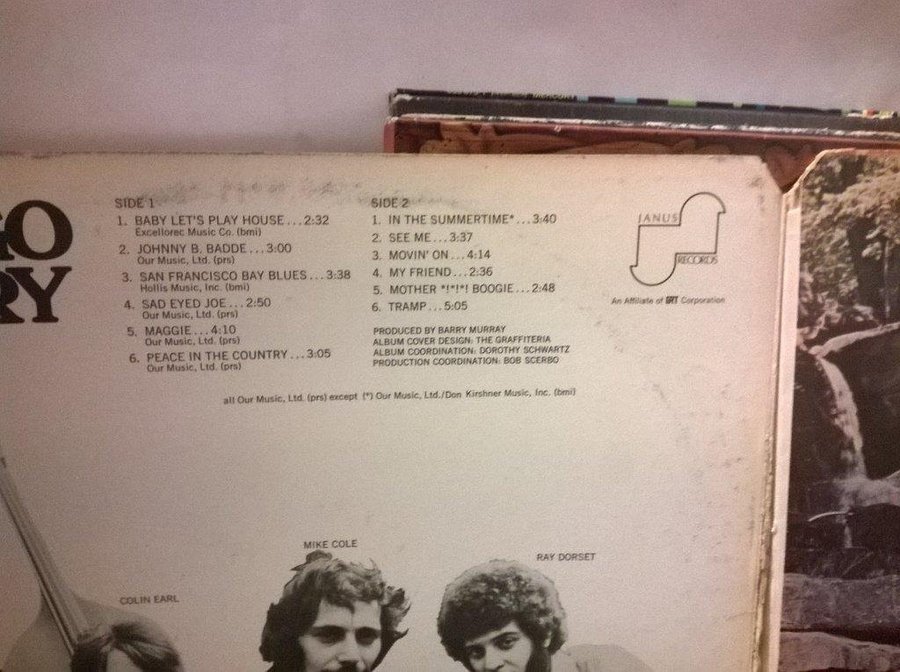 GO
RY
SIDE 1
1. BABY LET'S PLAY HOUSE...2:32
Excellorec Music Co. (bmi)
2. JOHNNY B. BADDE...3:00
Our Music, Ltd. (prs)
3. SAN FRANCISCO BAY BLUES...3:38
Hollis Music, Inc. (bmi)
4. SAD EYED JOE...2:50
Our Music, Ltd. (prs)
5. MAGGIE...4:10
Our Music, Ltd. (prs)
6. PEACE IN THE COUNTRY...3:05
Our Music, Ltd. (prs)
SIDE 2
1. IN THE SUMMERTIME*...3:40
2. SEE ME...3:37
3. MOVIN' ON...4:14
4. MY FRIEND...2:36
5. MOTHER *!*!*! BOOGIE...2:48
6. TRAMP...5:05
PRODUCED BY BARRY MURRAY
ALBUM COVER DESIGN: THE GRAFFITERIA
ALBUM COORDINATION: DOROTHY SCHWARTZ
PRODUCTION COORDINATION: BOB SCERBO
JANUS
RECORDS
An Affiliate of GRT Corporation
all Our Music, Ltd. (prs) except (*) Our Music, Ltd./Don Kirshner Music, Inc. (bmi)
MIKE COLE
RAY DORSET
COLIN EARL